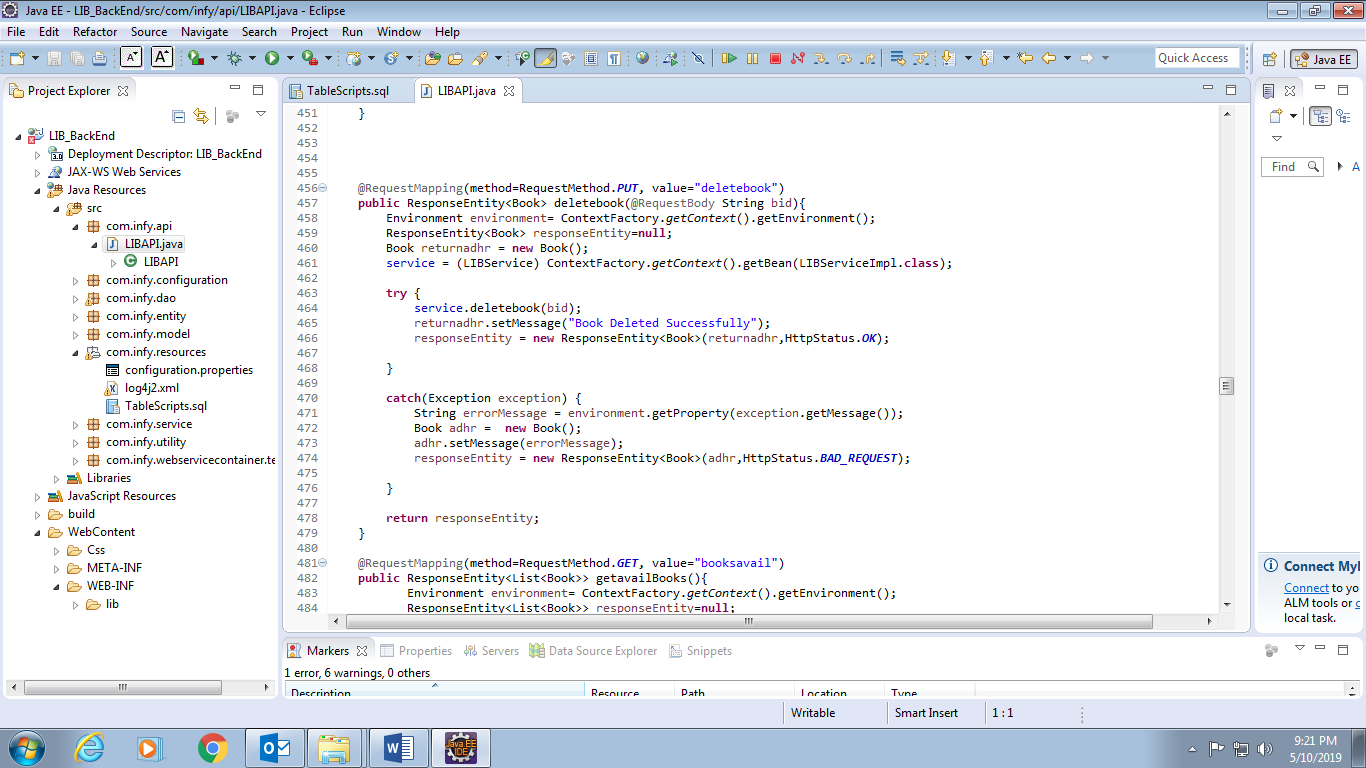 Java EE - LIB_BackEnd/src/com/infy/api/LIBAPI.java - Eclipse
File Edit Refactor Source Navigate Search Project Run Window Help
Quick Access
Java EE
Project Explorer
LIB_BackEnd
Deployment Descriptor: LIB_BackEnd
JAX-WS Web Services
Java Resources
src
com.infy.api
LIBAPI.java
LIBAPI
com.infy.configuration
com.infy.dao
com.infy.entity
com.infy.model
com.infy.resources
configuration.properties
log4j2.xml
TableScripts.sql
com.infy.service
com.infy.utility
com.infy.webservicecontainer.te
Libraries
JavaScript Resources
build
WebContent
Css
META-INF
WEB-INF
lib
TableScripts.sql LIBAPI.java
451 }
452
453
454
455
456 @RequestMapping(method=RequestMethod.PUT, value="deletebook")
457 public ResponseEntity<Book> deletebook(@RequestBody String bid){
458 Environment environment= ContextFactory.getContext().getEnvironment();
459 ResponseEntity<Book> responseEntity=null;
460 Book returnadhr = new Book();
461 service = (LIBService) ContextFactory.getContext().getBean(LIBServiceImpl.class);
462
463 try {
464 service.deletebook(bid);
465 returnadhr.setMessage("Book Deleted Successfully");
466 responseEntity = new ResponseEntity<Book>(returnadhr,HttpStatus.OK);
467
468 }
469
470 catch(Exception exception) {
471 String errorMessage = environment.getProperty(exception.getMessage());
472 Book adhr =  new Book();
473 adhr.setMessage(errorMessage);
474 responseEntity = new ResponseEntity<Book>(adhr,HttpStatus.BAD_REQUEST);
475
476 }
477
478 return responseEntity;
479 }
480
481 @RequestMapping(method=RequestMethod.GET, value="booksavail")
482 public ResponseEntity<List<Book>> getavailBooks(){
483 Environment environment= ContextFactory.getContext().getEnvironment();
484 ResponseEntity<List<Book>> responseEntity=null;
Find A
Connect Myl
Connect to yo
ALM tools or c
local task.
Markers Properties Servers Data Source Explorer Snippets
1 error, 6 warnings, 0 others
Description Resource Path Location Type
Writable Smart Insert 1 : 1
Java EE
IDE
9:21 PM
5/10/2019